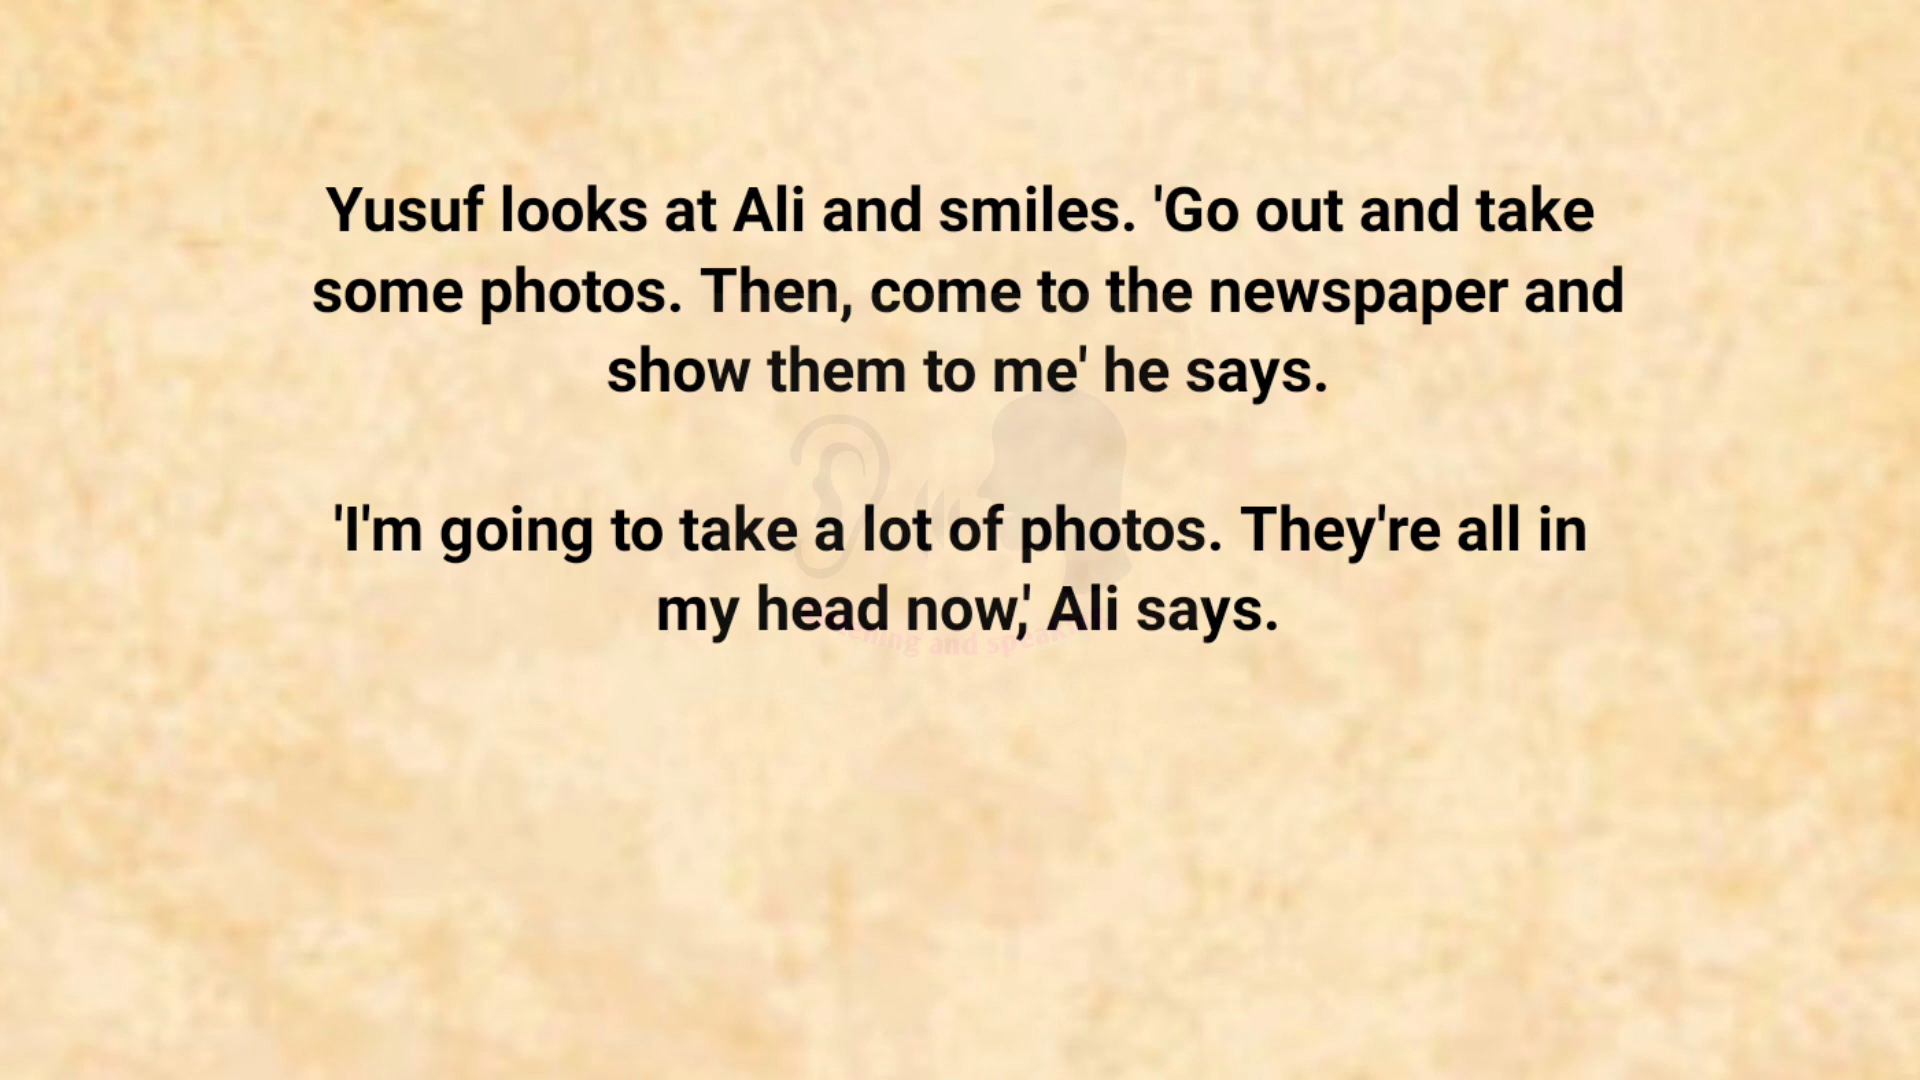 Yusuf looks at Ali and smiles. 'Go out and take
some photos. Then, come to the newspaper and
show them to me' he says.
'I'm going to take a lot of photos. They're all in
my head now,' Ali says.
and